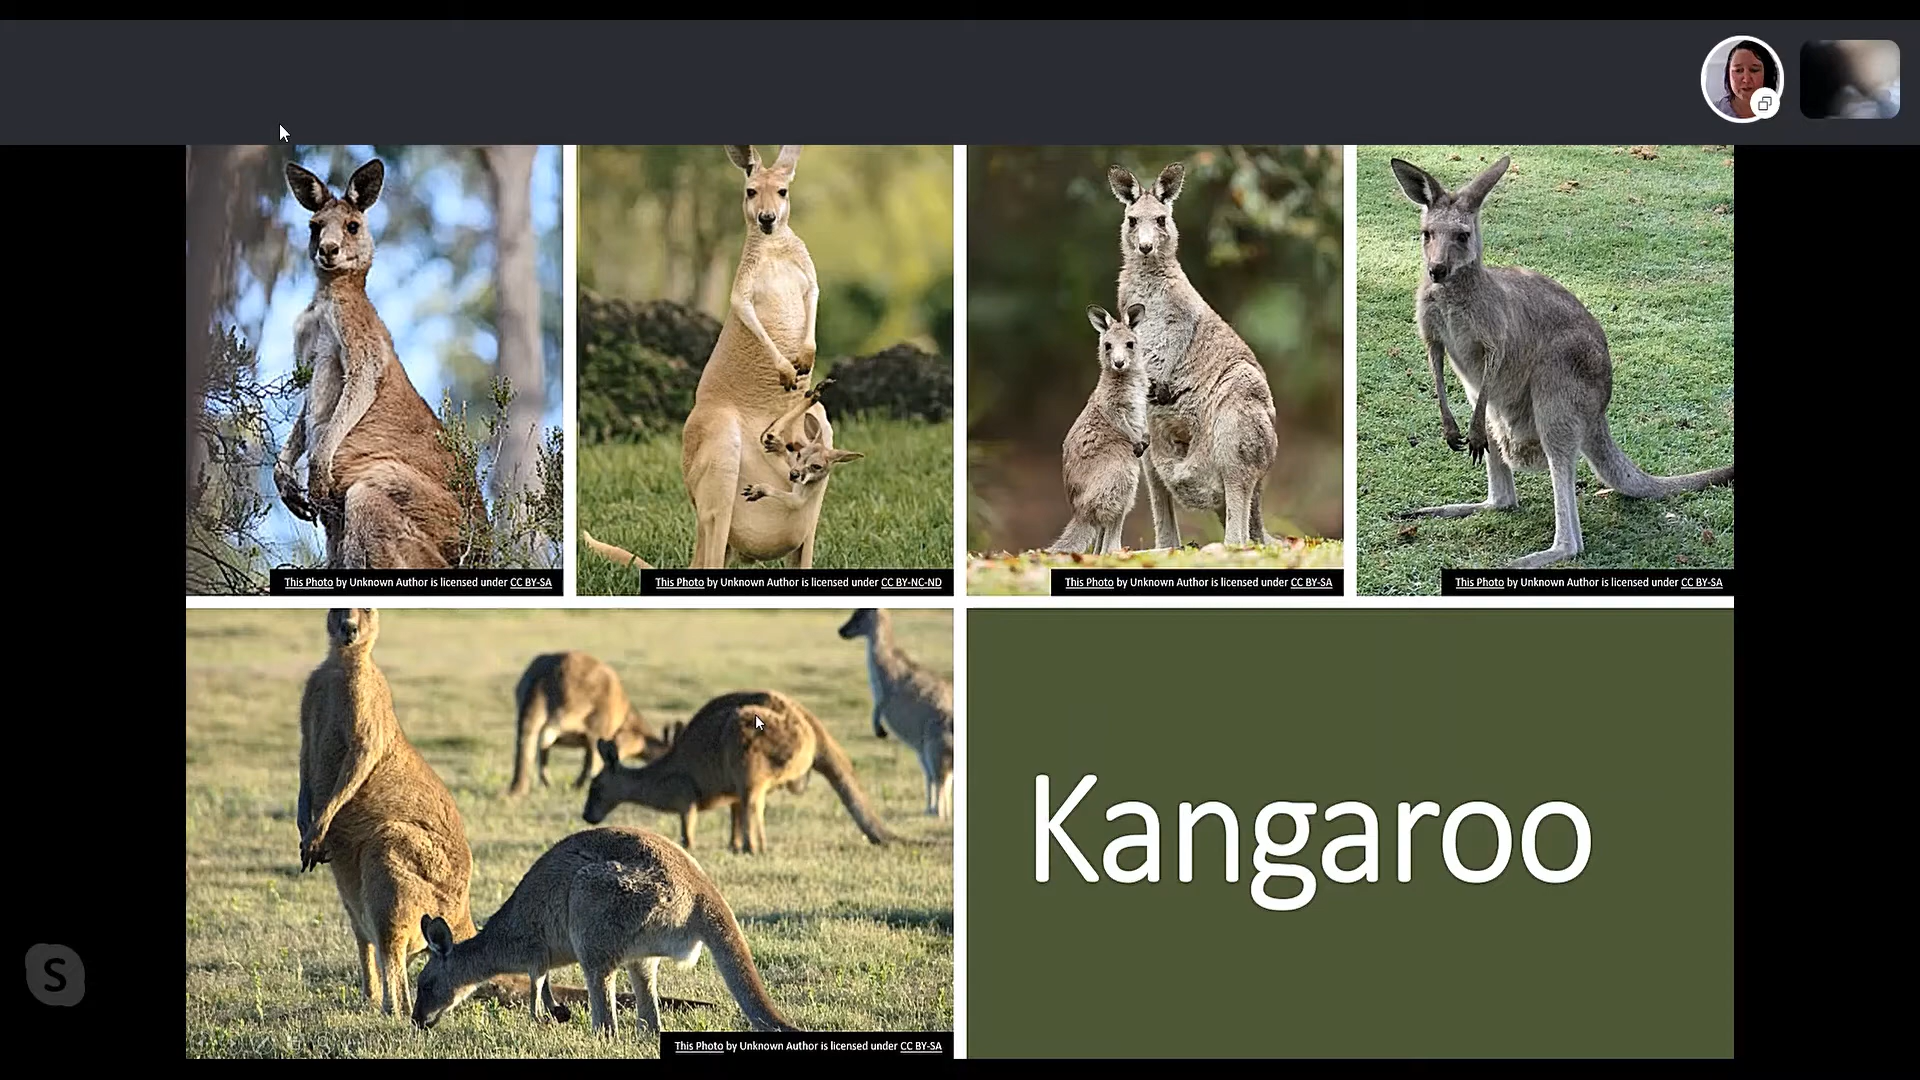 This Photo by Unknown Author is licensed under CC BY-SA
This Photo by Unknown Author is licensed under CC BY-NC-ND
This Photo by Unknown Author is licensed under CC BY-SA
This Photo by Unknown Author is licensed under CC BY-SA
Kangaroo
This Photo by Unknown Author is licensed under CC BY-SA
S